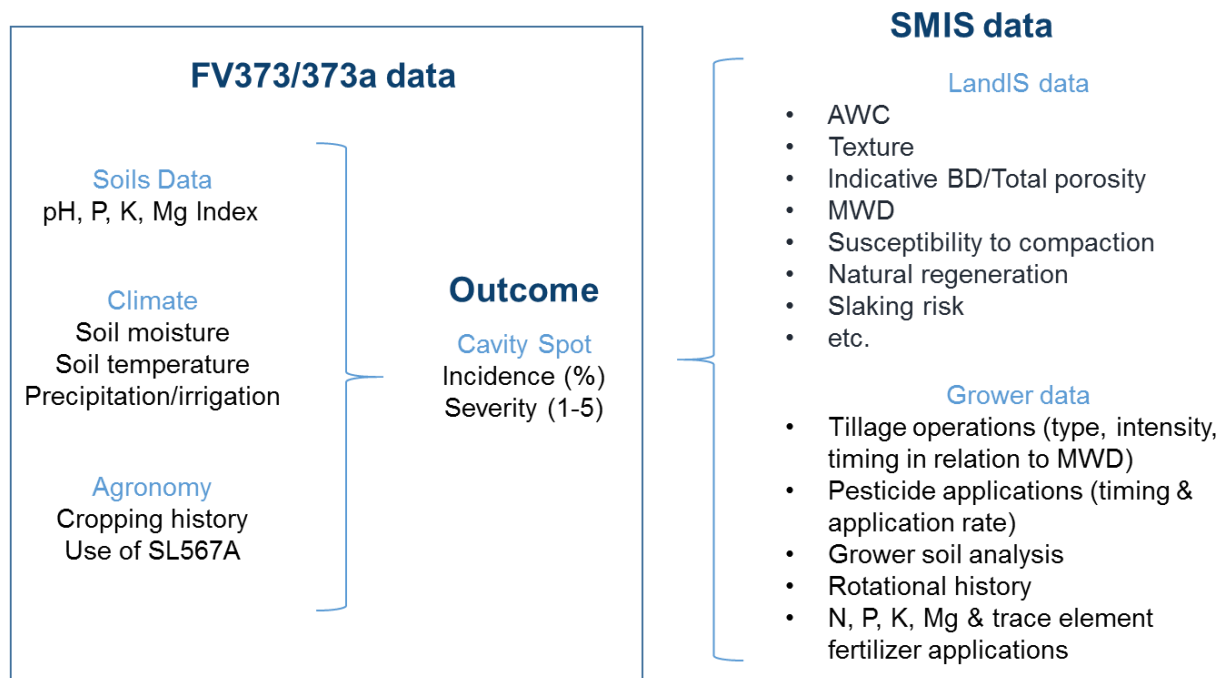 FV373/373a data
Soils Data
pH, P, K, Mg Index
Climate
Soil moisture
Soil temperature
Precipitation/irrigation
Agronomy
Cropping history
Use of SL567A
Outcome
Cavity Spot
Incidence (%)
Severity (1-5)
SMIS data
LandIS data
• AWC
• Texture
• Indicative BD/Total porosity
• MWD
• Susceptibility to compaction
• Natural regeneration
• Slaking risk
• etc.
Grower data
• Tillage operations (type, intensity,
timing in relation to MWD)
• Pesticide applications (timing &
application rate)
• Grower soil analysis
• Rotational history
• N, P, K, Mg & trace element
fertilizer applications